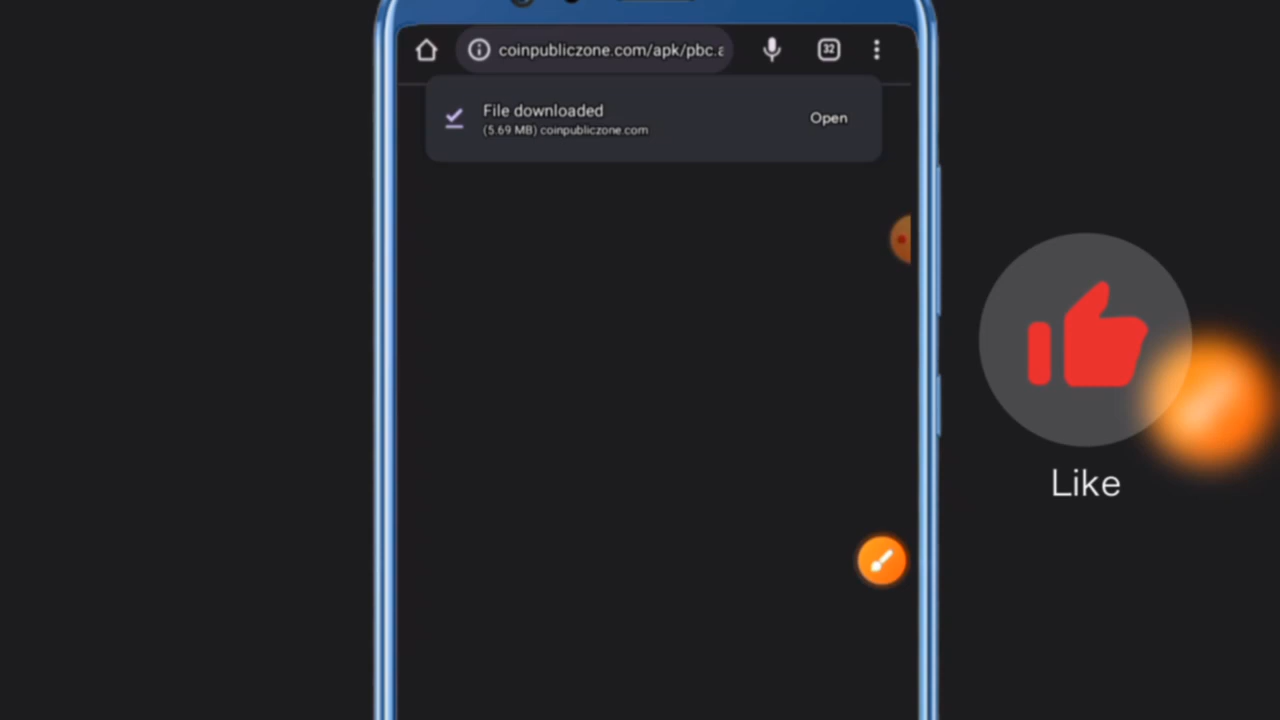 coinpubliczone.com/apk/pbc.a
32
File downloaded
(5.69 MB) coinpubliczone.com
Open
Like